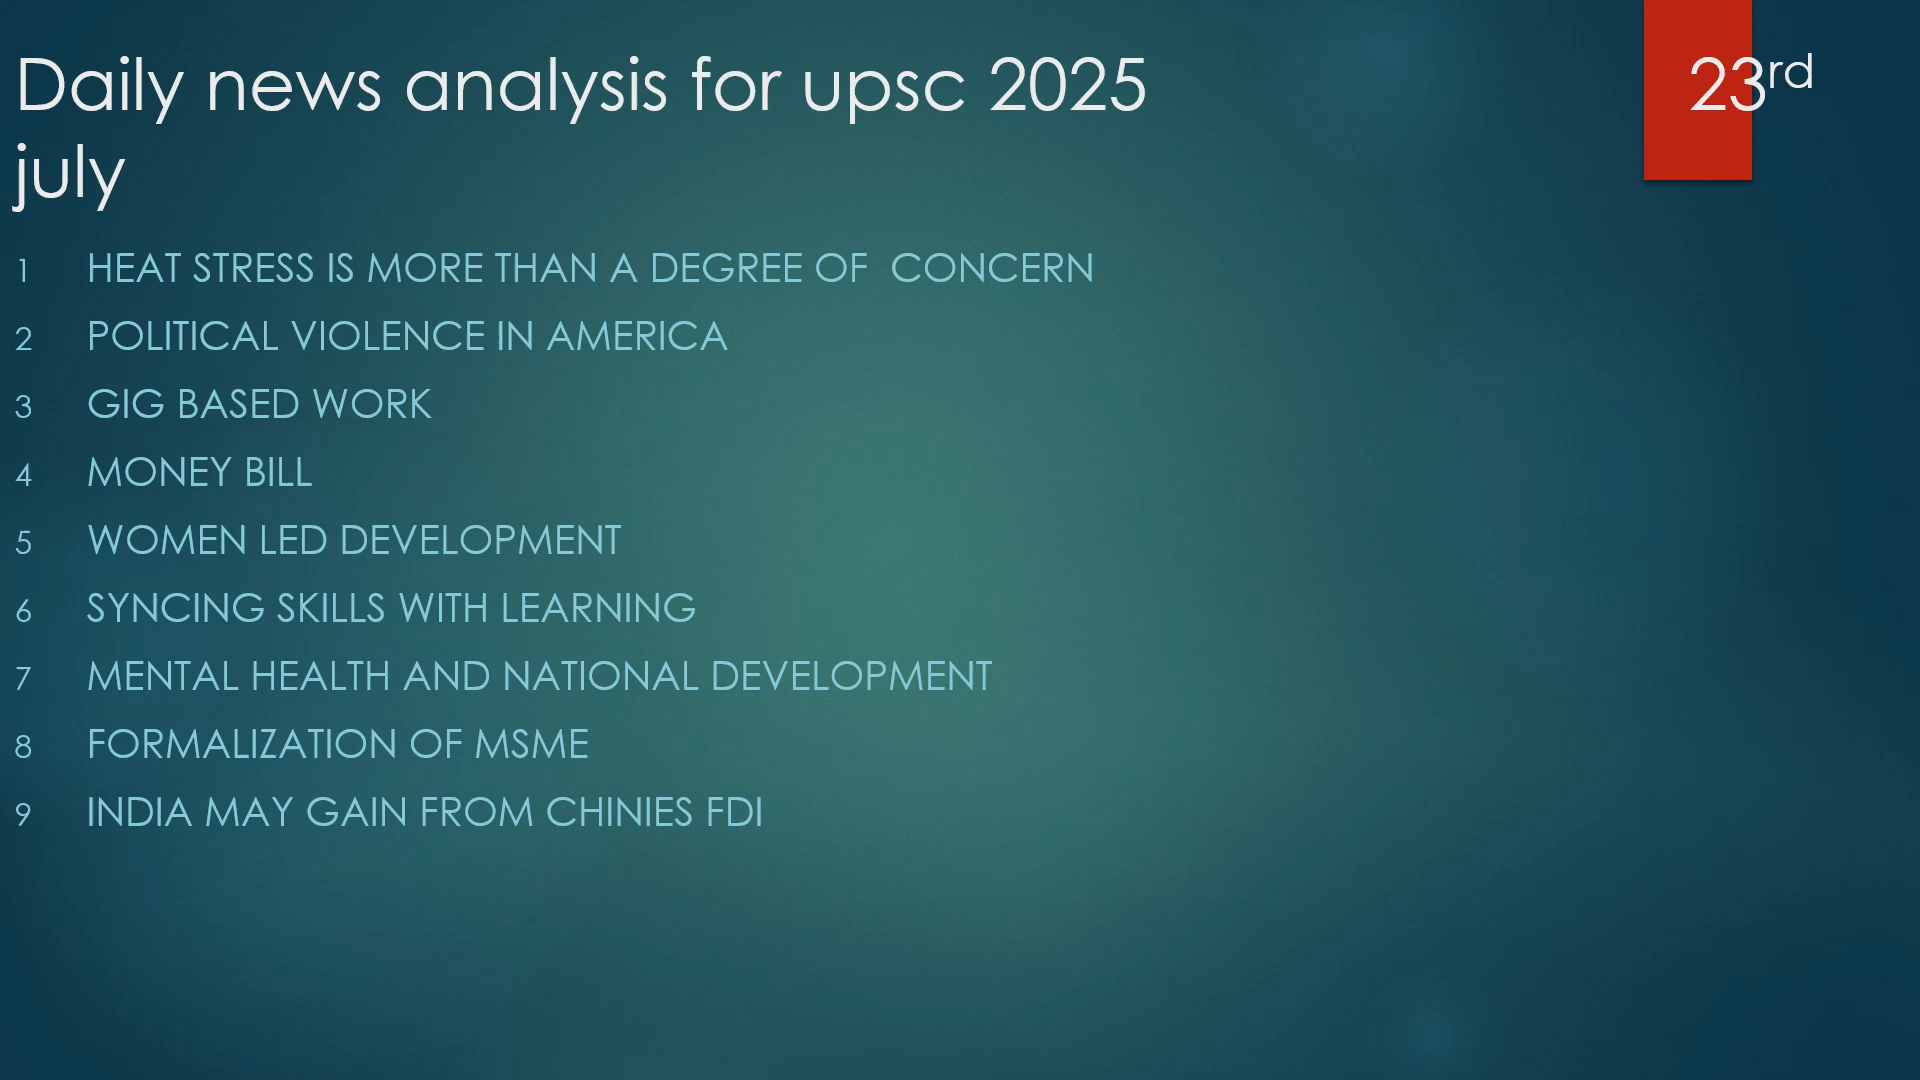 Daily news analysis for upsc 2025 23rd
july
1 HEAT STRESS IS MORE THAN A DEGREE OF  CONCERN
2 POLITICAL VIOLENCE IN AMERICA
3 GIG BASED WORK
4 MONEY BILL
5 WOMEN LED DEVELOPMENT
6 SYNCING SKILLS WITH LEARNING
7 MENTAL HEALTH AND NATIONAL DEVELOPMENT
8 FORMALIZATION OF MSME
9 INDIA MAY GAIN FROM CHINIES FDI